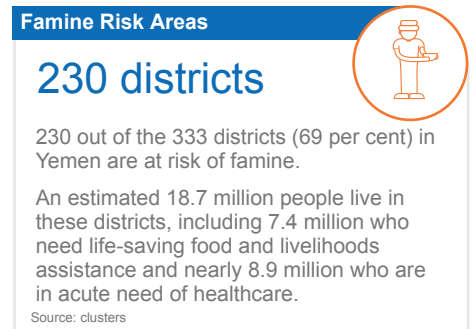 Famine Risk Areas
230 districts
230 out of the 333 districts (69 per cent) in
Yemen are at risk of famine.
An estimated 18.7 million people live in
these districts, including 7.4 million who
need life-saving food and livelihoods
assistance and nearly 8.9 million who are
in acute need of healthcare.
Source: clusters